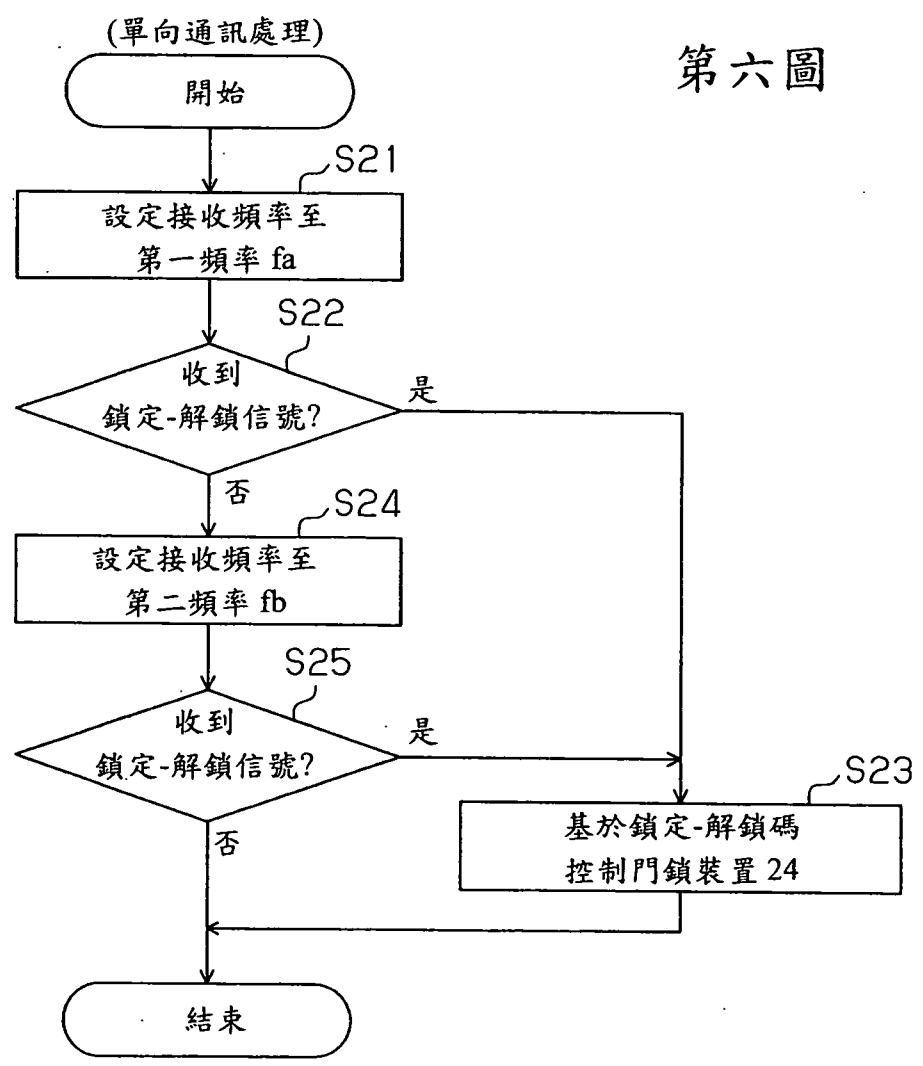 (單向通訊處理)
第六圖
開始
S21
設定接收頻率至
第一頻率 fa
S22
收到
鎖定-解鎖信號?
是
否
S24
設定接收頻率至
第二頻率 fb
S25
收到
鎖定-解鎖信號?
是
否
S23
基於鎖定-解鎖碼
控制門鎖裝置 24
結束